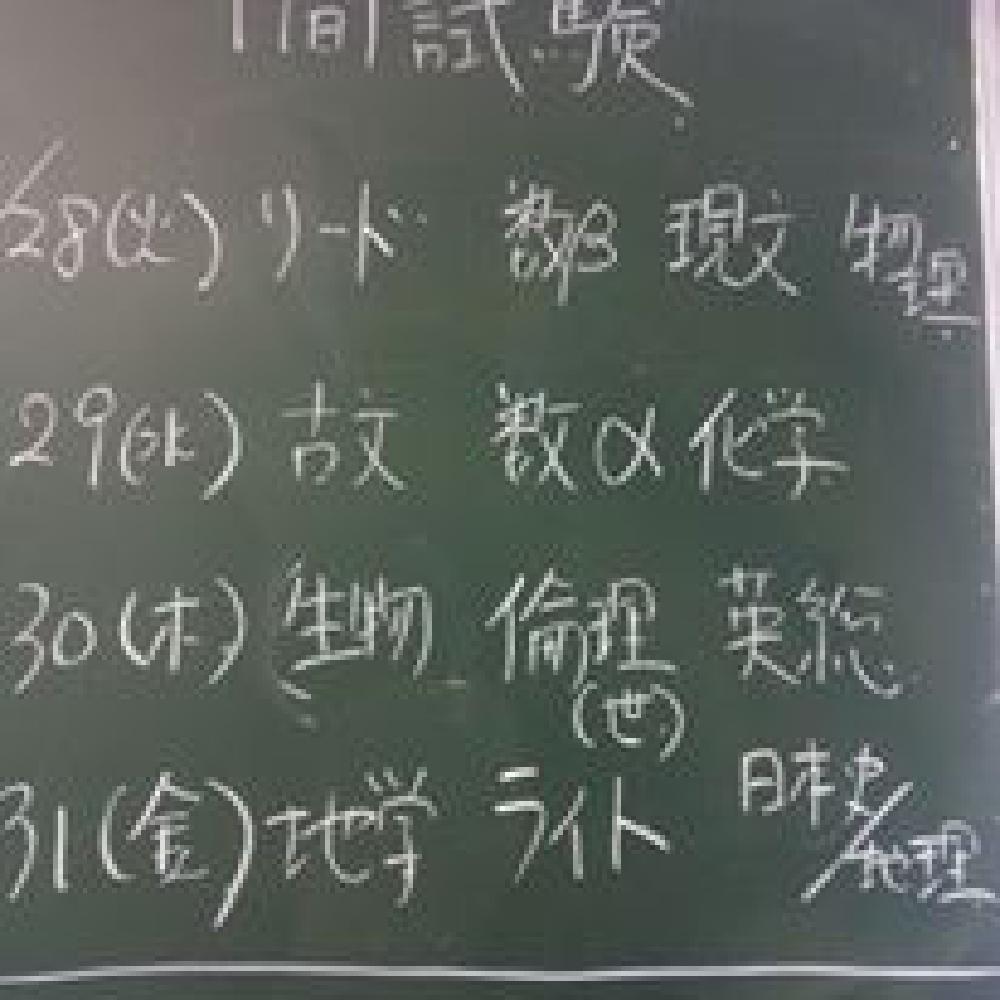 間試験
/28(火) リード 数β 現文 物理
29(水) 古文 数α 化学
30(木) 生物 倫理 英総
(世)
31(金) 地学 ライト 日本史/地理